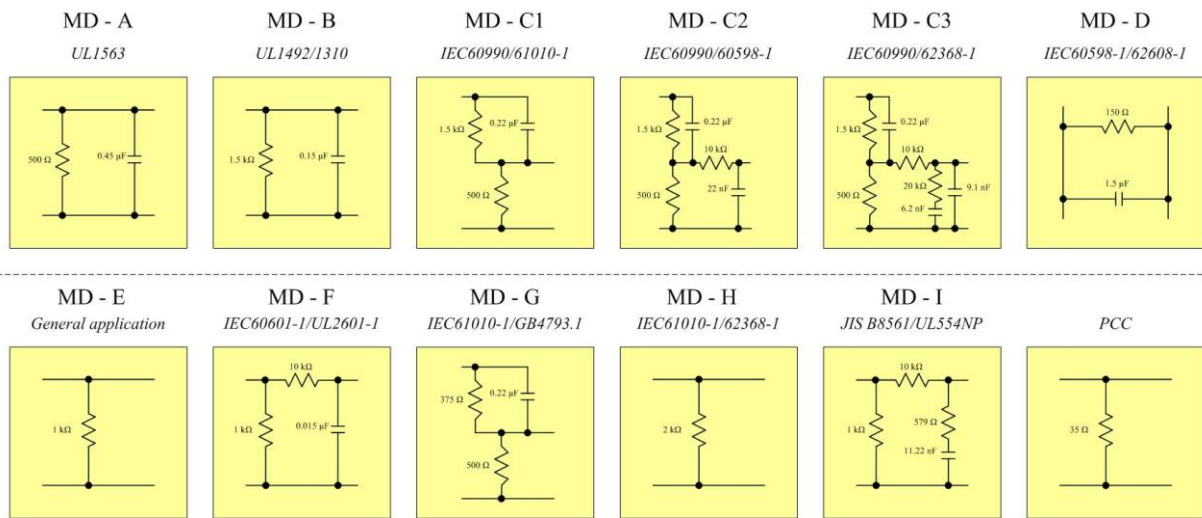 MD - A
UL1563
500 Ω
0.45 μF
MD - B
UL1492/1310
1.5 kΩ
0.15 μF
MD - C1
IEC60990/61010-1
1.5 kΩ
0.22 μF
500 Ω
MD - C2
IEC60990/60598-1
1.5 kΩ
0.22 μF
10 kΩ
500 Ω
22 nF
MD - C3
IEC60990/62368-1
1.5 kΩ
0.22 μF
10 kΩ
500 Ω
20 kΩ
9.1 nF
6.2 nF
MD - D
IEC60598-1/62608-1
150 Ω
1.5 μF
MD - E
General application
1 kΩ
MD - F
IEC60601-1/UL2601-1
10 kΩ
1 kΩ
0.015 μF
MD - G
IEC61010-1/GB4793.1
375 Ω
0.22 μF
500 Ω
MD - H
IEC61010-1/62368-1
2 kΩ
MD - I
JIS B8561/UL554NP
10 kΩ
1 kΩ
579 Ω
11.22 nF
PCC
35 Ω